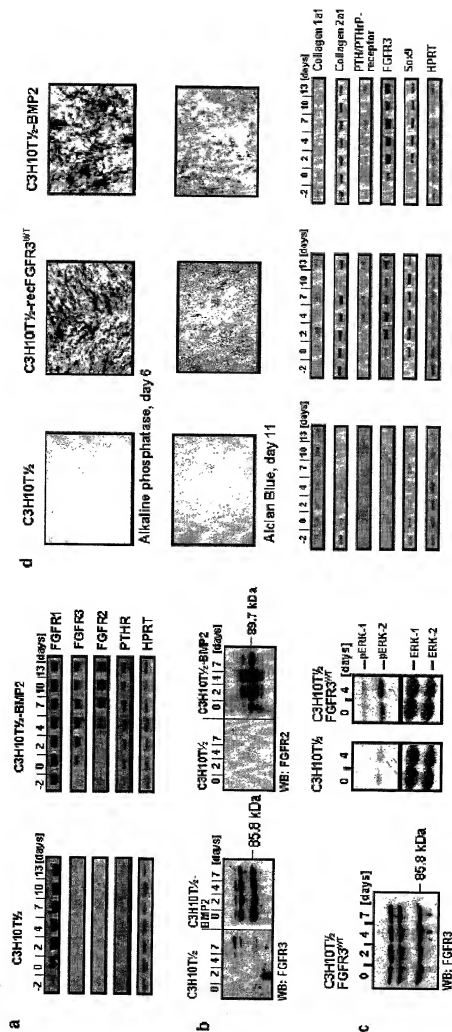 a
C3H10T½
C3H10T½-BMP2
-2 | 0 | 2 | 4 | 7 | 10 | 13 [days]
-2 | 0 | 2 | 4 | 7 | 10 | 13 [days]
FGFR1
FGFR3
FGFR2
PTHR
HPRT
b
C3H10T½
C3H10T½-
BMP2
0 | 2 | 4 | 7
0 | 2 | 4 | 7
85.8 kDa
WB: FGFR3
C3H10T½
C3H10T½-BMP2
0 | 2 | 4 | 7
0 | 2 | 4 | 7
89.7 kDa
WB: FGFR2
c
C3H10T½
FGFR3WT
0 2 4 7 [days]
85.8 kDa
WB: FGFR3
C3H10T½
C3H10T½
FGFR3WT
0 4
0 4 [days]
pERK-1
pERK-2
ERK-1
ERK-2
d
C3H10T½
C3H10T½-recFGFR3WT
C3H10T½-BMP2
Alkaline phosphatase, day 6
Alcian Blue, day 11
-2 | 0 | 2 | 4 | 7 | 10 | 13 [days]
-2 | 0 | 2 | 4 | 7 | 10 | 13 [days]
-2 | 0 | 2 | 4 | 7 | 10 | 13 [days]
Collagen 1a1
Collagen 2a1
PTH/PTHrP-
receptor
FGFR3
Sox9
HPRT